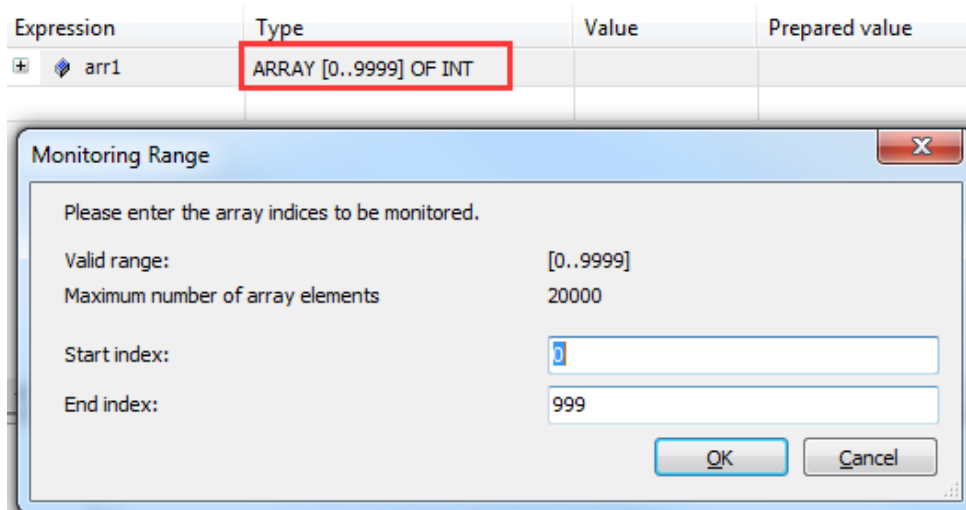 Expression Type Value Prepared value
arr1 ARRAY [0..9999] OF INT
Monitoring Range
Please enter the array indices to be monitored.
Valid range: [0..9999]
Maximum number of array elements 20000
Start index: 0
End index: 999
OK Cancel